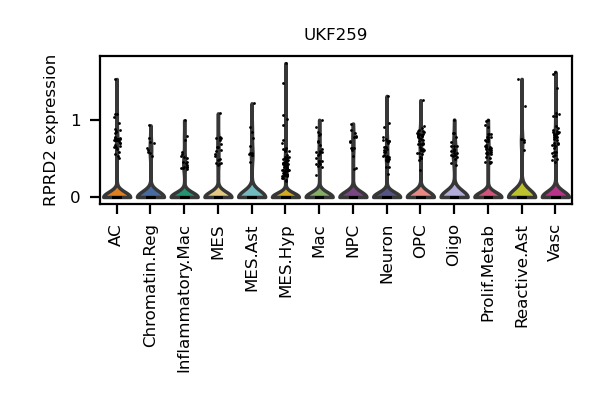 UKF259
RPRD2 expression
1
0
AC
Chromatin.Reg
Inflammatory.Mac
MES
MES.Ast
MES.Hyp
Mac
NPC
Neuron
OPC
Oligo
Prolif.Metab
Reactive.Ast
Vasc